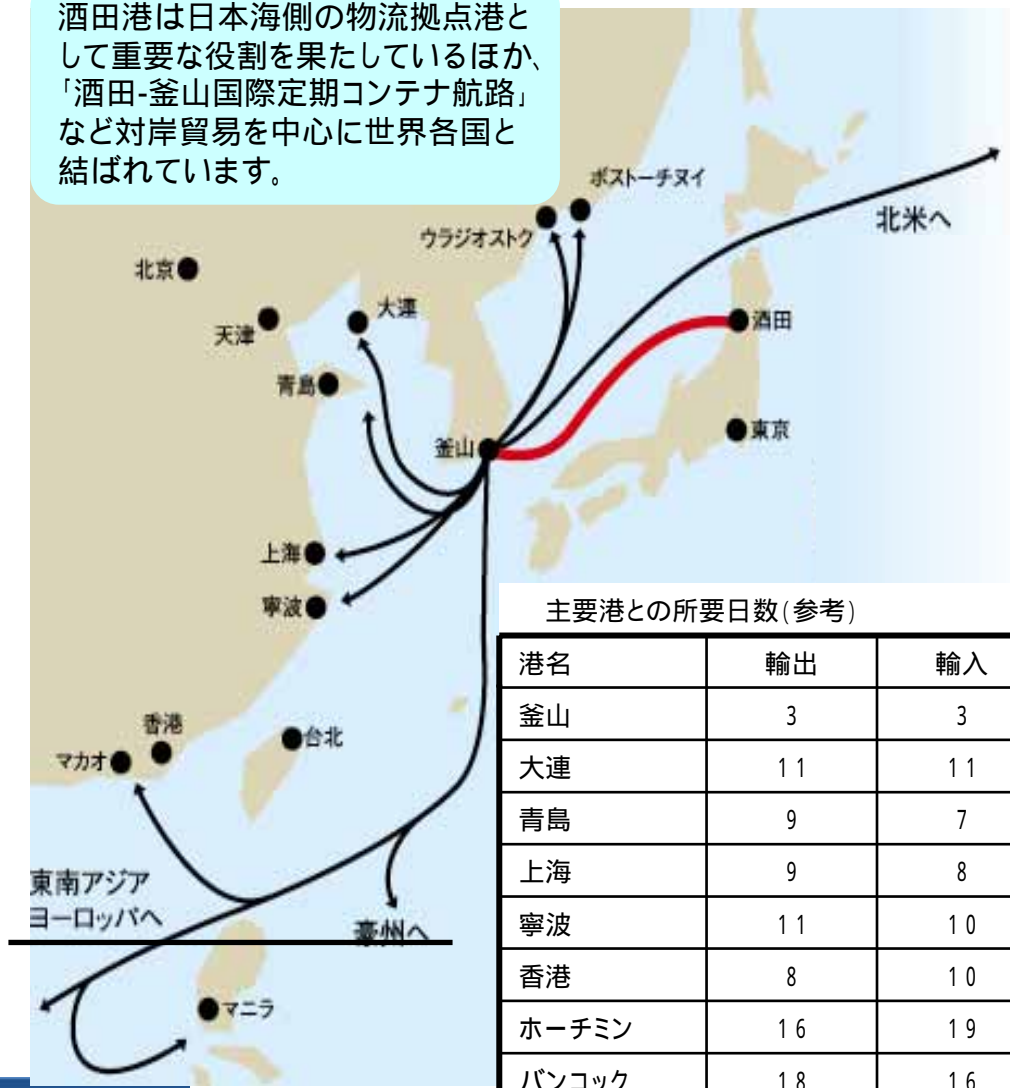 酒田港は日本海側の物流拠点港と
して重要な役割を果たしているほか、
「酒田-釜山国際定期コンテナ航路」
など対岸貿易を中心に世界各国と
結ばれています。
ボストーチヌイ
ウラジオストク
北米へ
北京
天津
大連
酒田
青島
釜山
東京
上海
寧波
香港
マカオ
台北
東南アジア
ヨーロッパへ
豪州へ
マニラ
主要港との所要日数(参考)
港名 輸出 輸入
釜山 3 3
大連 11 11
青島 9 7
上海 9 8
寧波 11 10
香港 8 10
ホーチミン 16 19
バンコック 18 16